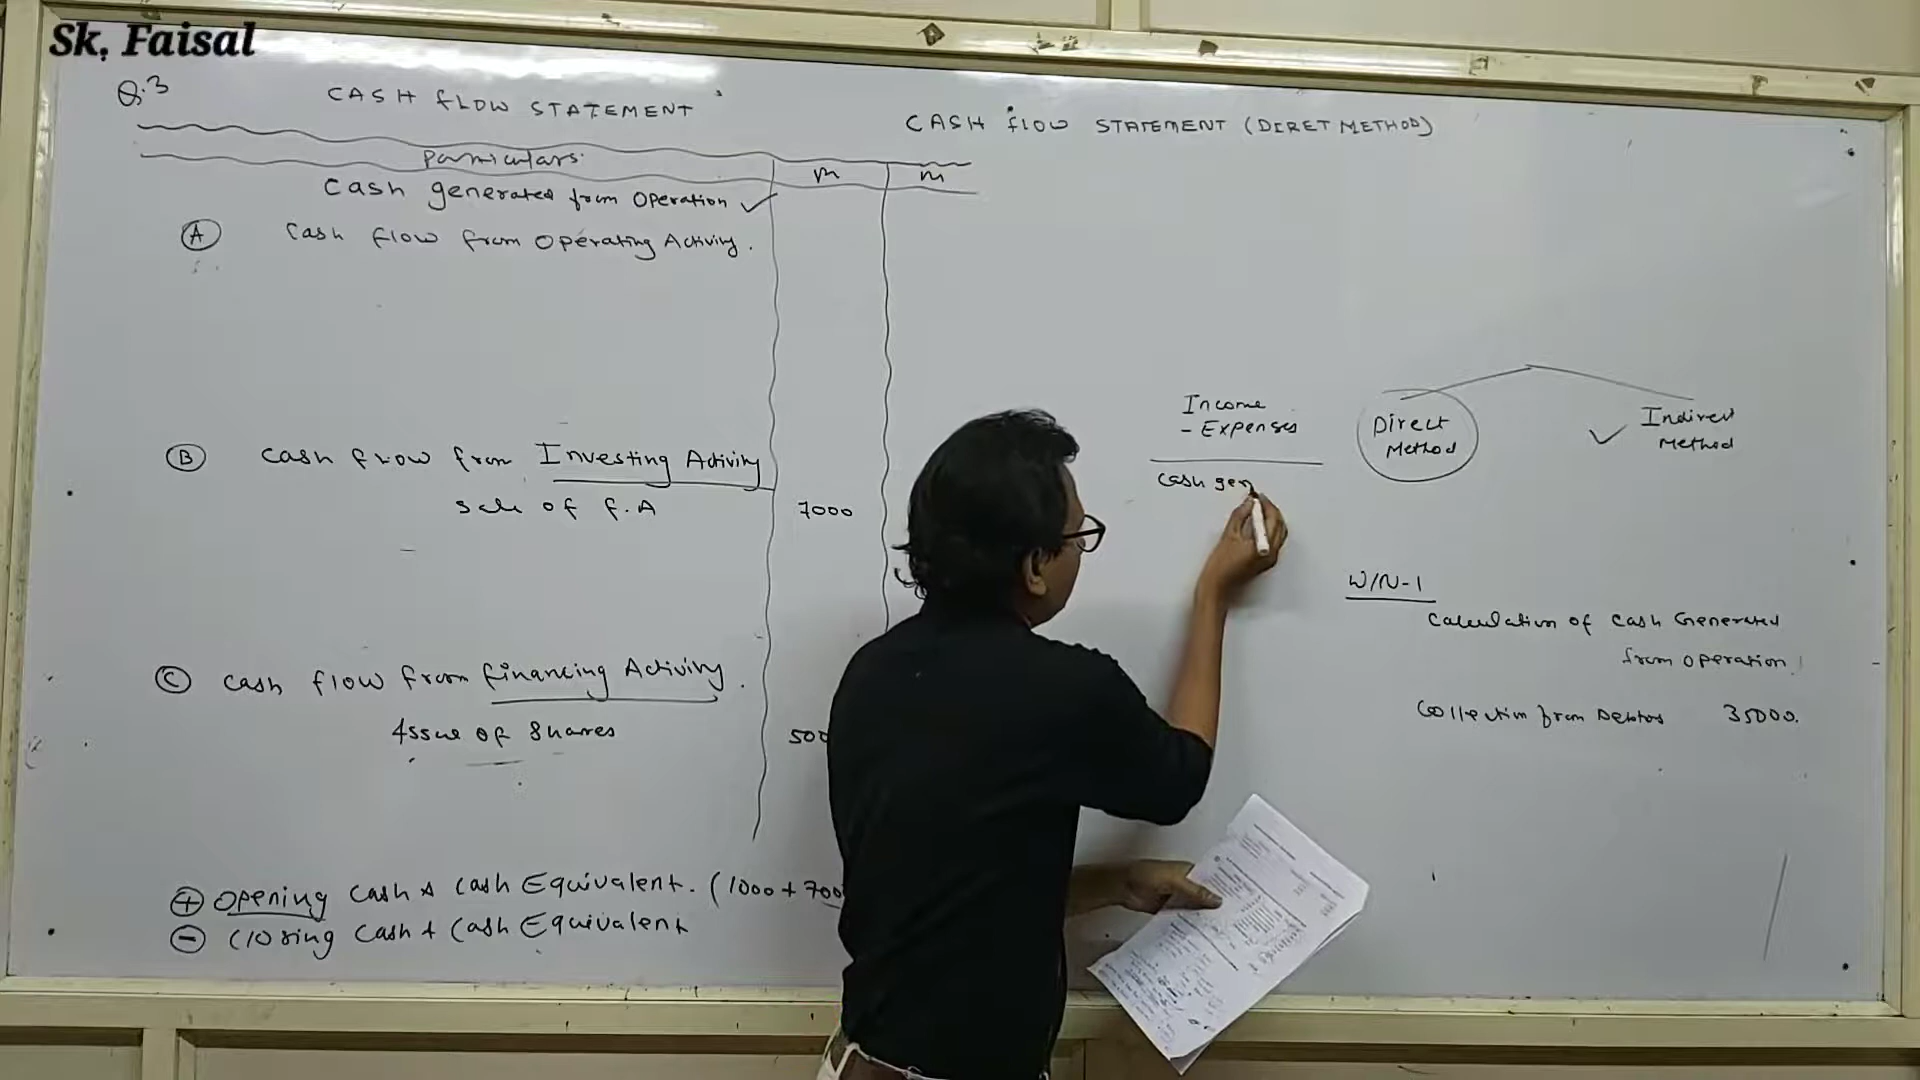 Sk. Faisal
Q.3
CASH FLOW STATEMENT
CASH FLOW STATEMENT (DIRET METHOD)
Particulars
m m
Cash generated from Operation ✓
A Cash flow from Operating Activity.
B Cash flow from Investing Activity
Sale of F.A 7000
C Cash flow from Financing Activity.
Issue of Shares 500
+ Opening Cash & Cash Equivalent. (1000 + 700
- Closing Cash & Cash Equivalent
Income
- Expenses
Cash gen
Direct
Method
✓ Indirect
Method
W/N-1
Calculation of Cash Generated
from Operation
Collection from Debtors 35000.